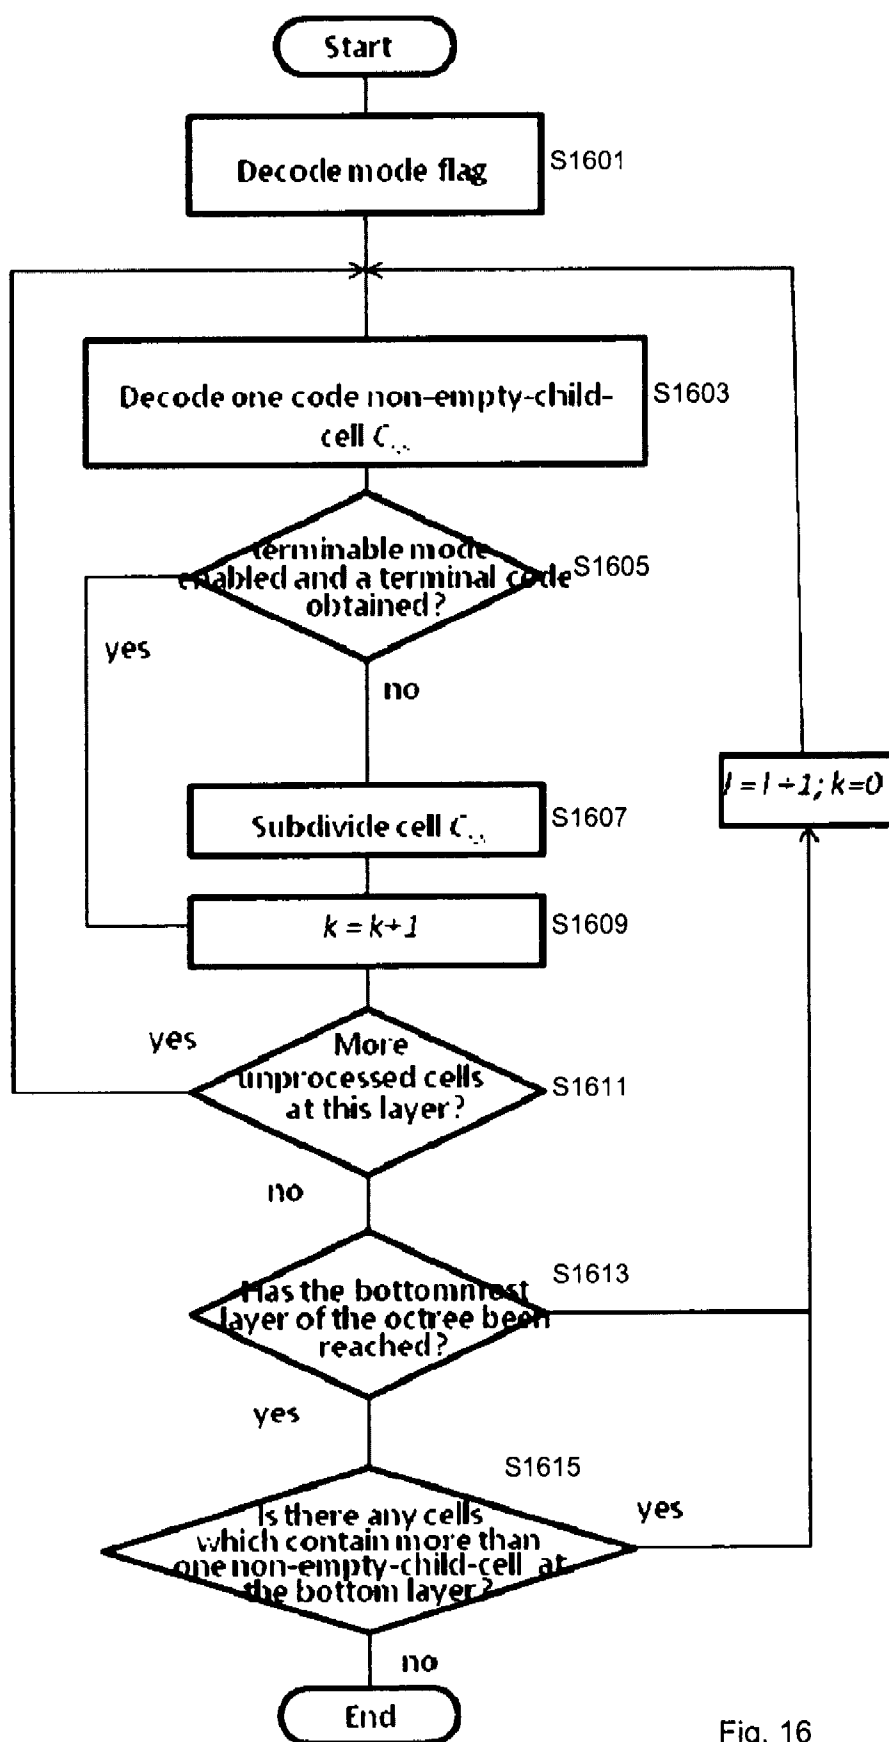 Start
Decode mode flag
S1601
Decode one code non-empty-child-
cell C
S1603
terminable mode
enabled and a terminal code
obtained?
S1605
yes
no
Subdivide cell C
S1607
l = l + 1; k=0
k = k+1
S1609
yes
More
unprocessed cells
at this layer?
S1611
no
Has the bottommost
layer of the octree been
reached?
S1613
yes
S1615
Is there any cells
which contain more than
one non-empty-child-cell at
the bottom layer?
yes
no
End
Fig. 16